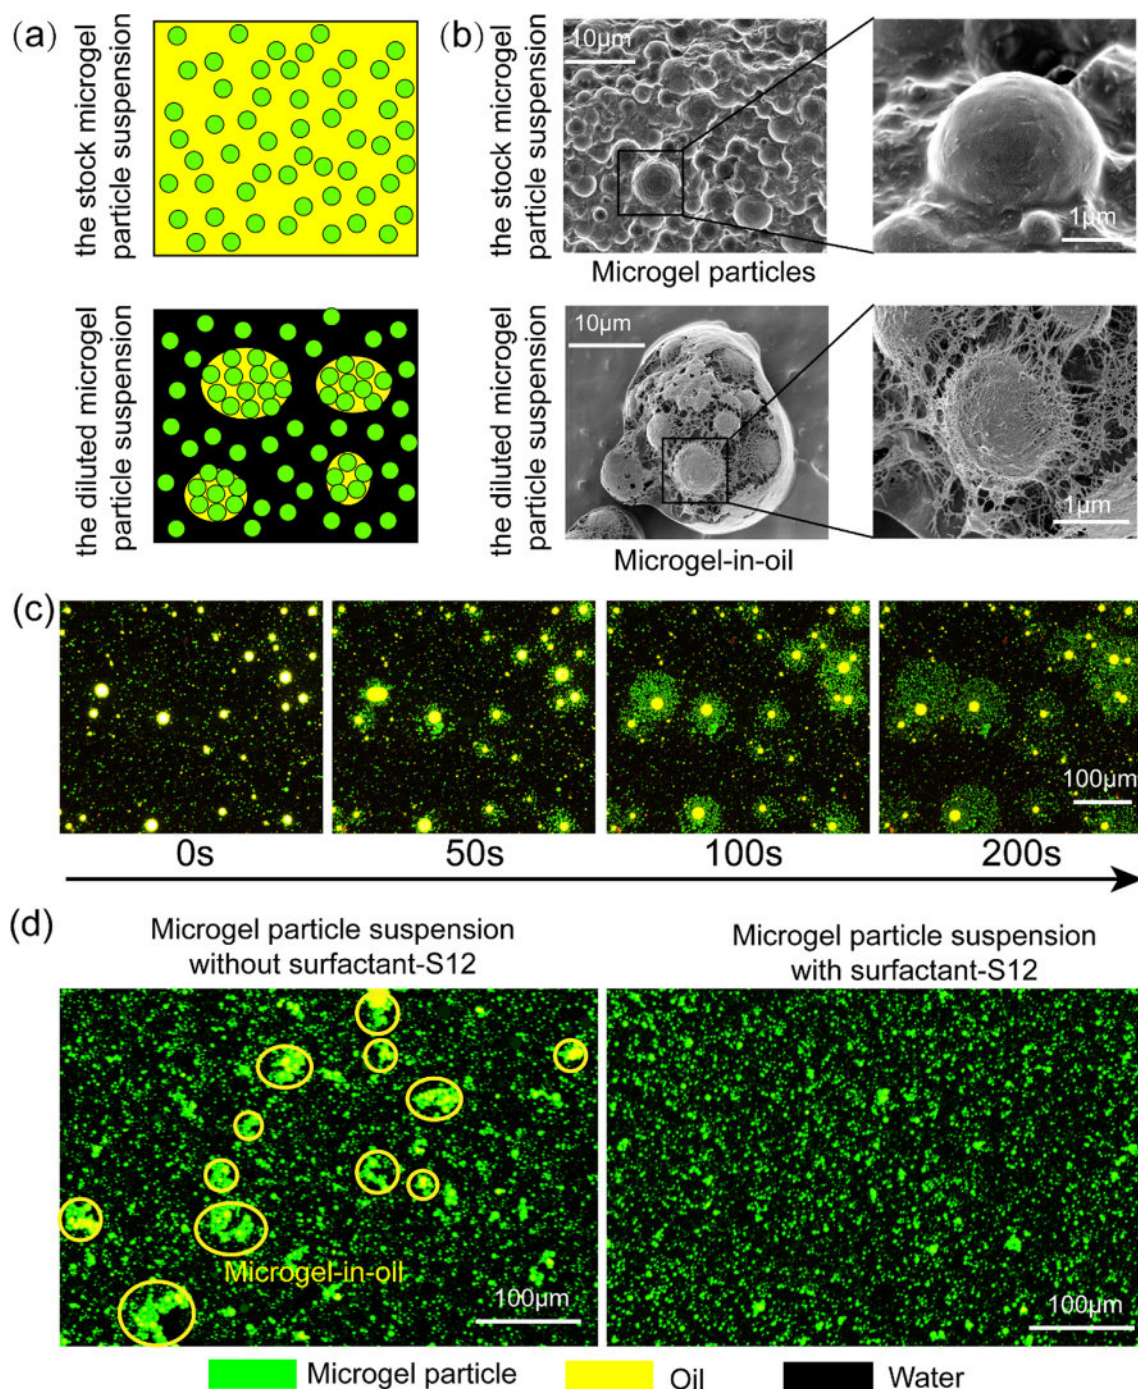 (a)
the stock microgel
particle suspension
the diluted microgel
particle suspension
(b)
the stock microgel
particle suspension
10μm
1μm
Microgel particles
the diluted microgel
particle suspension
10μm
1μm
Microgel-in-oil
(c)
100μm
0s
50s
100s
200s
(d)
Microgel particle suspension
without surfactant-S12
Microgel particle suspension
with surfactant-S12
Microgel-in-oil
100μm
100μm
Microgel particle
Oil
Water